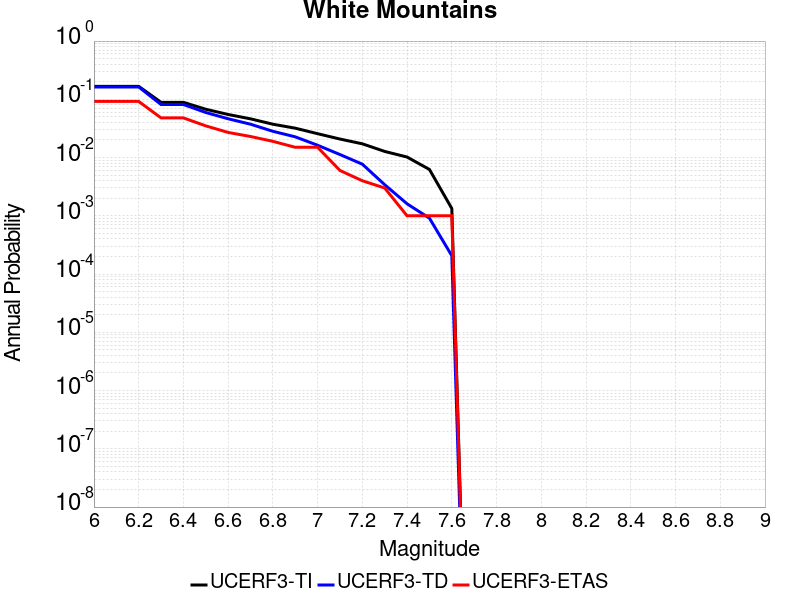 White Mountains
10^0
10^-1
10^-2
10^-3
10^-4
10^-5
10^-6
10^-7
10^-8
Annual Probability
6 6.2 6.4 6.6 6.8 7 7.2 7.4 7.6 7.8 8 8.2 8.4 8.6 8.8 9
Magnitude
UCERF3-TI UCERF3-TD UCERF3-ETAS